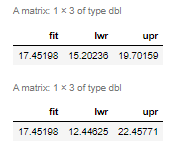 A matrix: 1 × 3 of type dbl
fit lwr upr
17.45198 15.20236 19.70159
A matrix: 1 × 3 of type dbl
fit lwr upr
17.45198 12.44625 22.45771